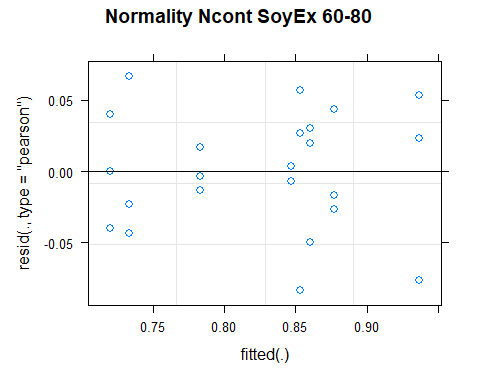 Normality Ncont SoyEx 60-80
resid(., type = "pearson")
0.05
0.00
-0.05
0.75
0.80
0.85
0.90
fitted(.)